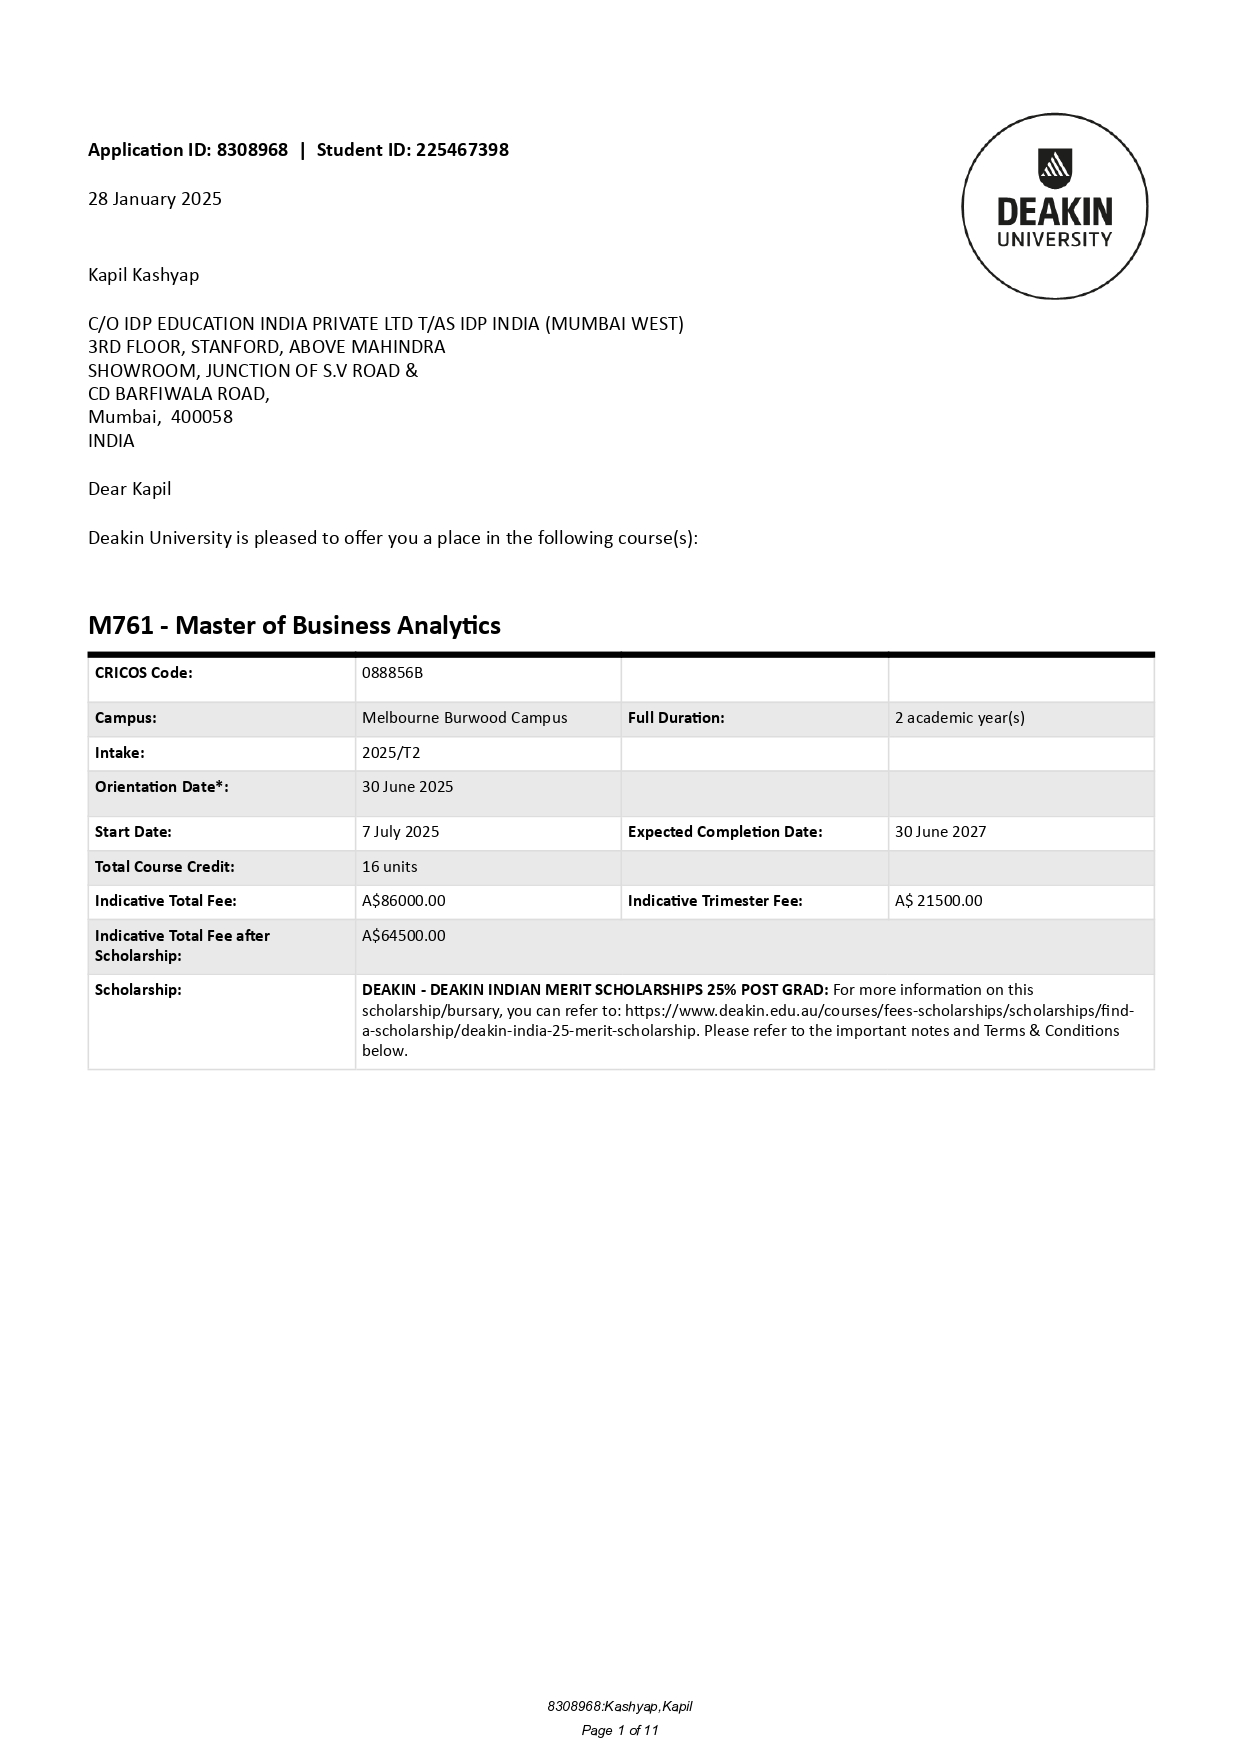 Application ID: 8308968 | Student ID: 225467398
DEAKIN
UNIVERSITY
28 January 2025
Kapil Kashyap
C/O IDP EDUCATION INDIA PRIVATE LTD T/AS IDP INDIA (MUMBAI WEST)
3RD FLOOR, STANFORD, ABOVE MAHINDRA
SHOWROOM, JUNCTION OF S.V ROAD &
CD BARFIWALA ROAD,
Mumbai, 400058
INDIA
Dear Kapil
Deakin University is pleased to offer you a place in the following course(s):
M761 - Master of Business Analytics
CRICOS Code: 088856B
Campus: Melbourne Burwood Campus Full Duration: 2 academic year(s)
Intake: 2025/T2
Orientation Date*: 30 June 2025
Start Date: 7 July 2025 Expected Completion Date: 30 June 2027
Total Course Credit: 16 units
Indicative Total Fee: A$86000.00 Indicative Trimester Fee: A$ 21500.00
Indicative Total Fee after A$64500.00
Scholarship:
Scholarship: DEAKIN - DEAKIN INDIAN MERIT SCHOLARSHIPS 25% POST GRAD: For more information on this
scholarship/bursary, you can refer to: https://www.deakin.edu.au/courses/fees-scholarships/scholarships/find-
a-scholarship/deakin-india-25-merit-scholarship. Please refer to the important notes and Terms & Conditions
below.
8308968:Kashyap,Kapil
Page 1 of 11